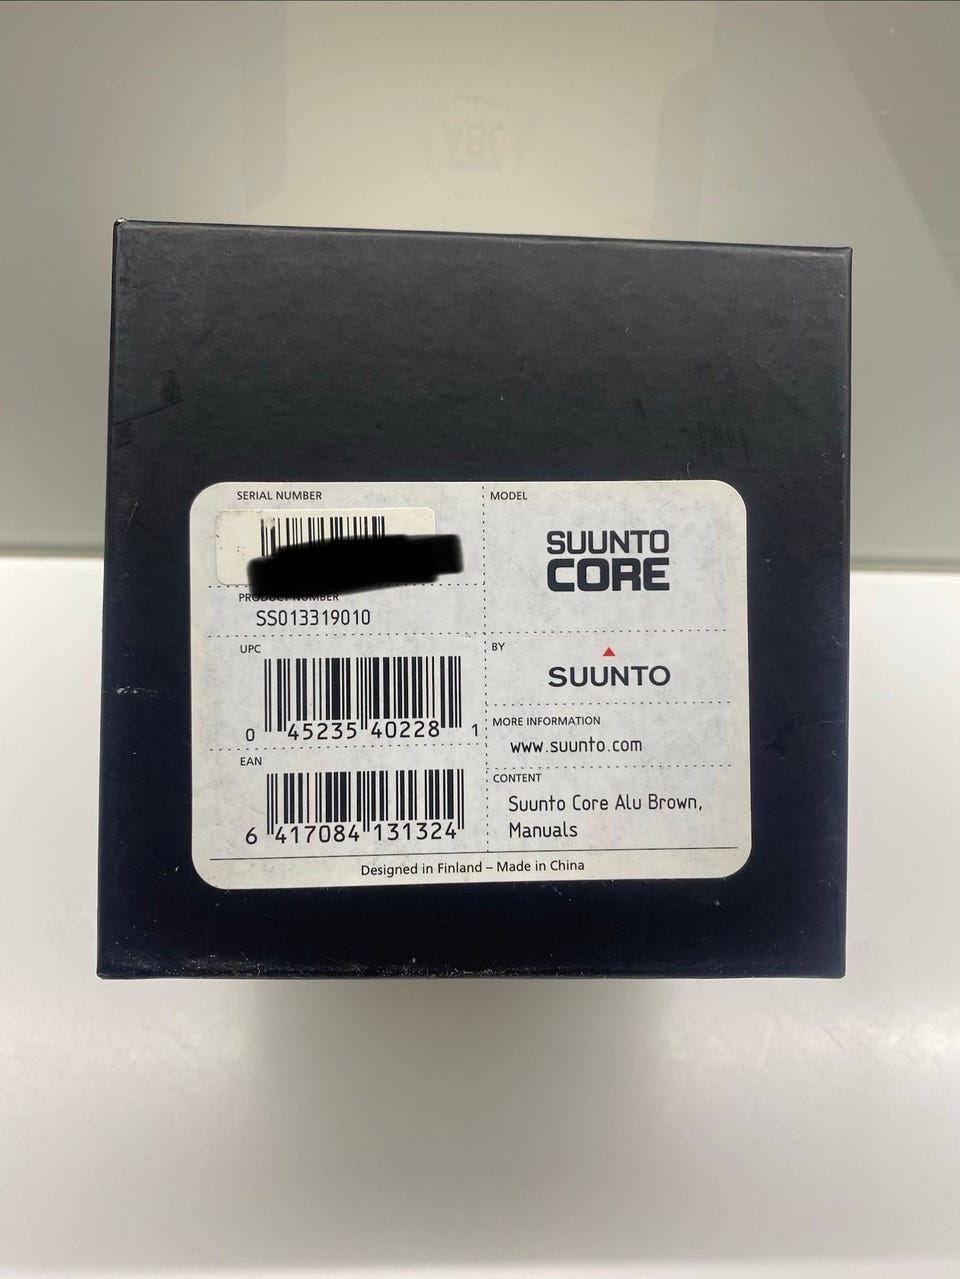 SERIAL NUMBER
PRODUCT NUMBER
SS013319010
UPC
0 45235 40228 1
EAN
6 417084 131324
MODEL
SUUNTO
CORE
BY
SUUNTO
MORE INFORMATION
www.suunto.com
CONTENT
Suunto Core Alu Brown,
Manuals
Designed in Finland – Made in China
ABC